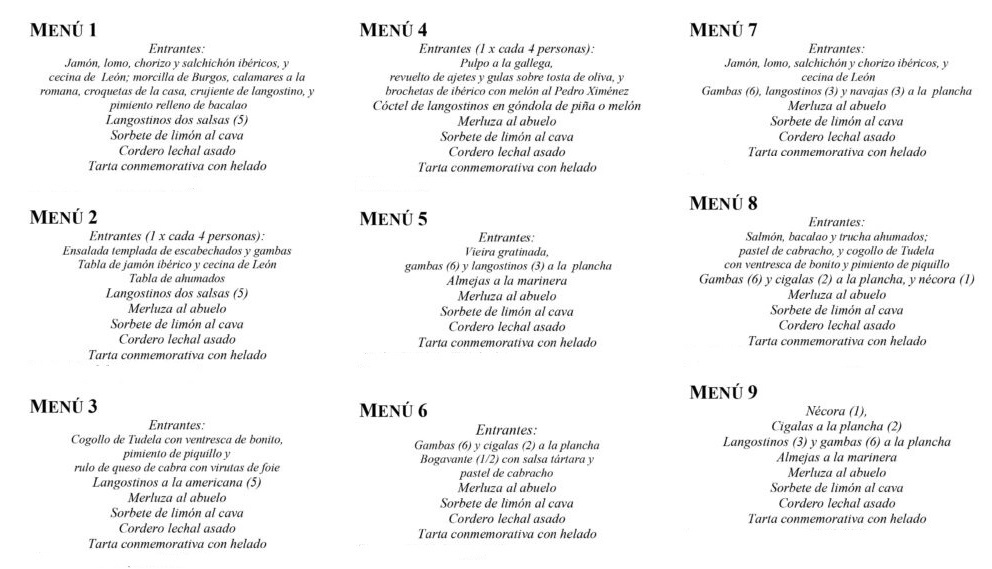 MENÚ 1
Entrantes:
Jamón, lomo, chorizo y salchichón ibéricos, y
cecina de León; morcilla de Burgos, calamares a la
romana, croquetas de la casa, crujiente de langostino, y
pimiento relleno de bacalao
Langostinos dos salsas (5)
Sorbete de limón al cava
Cordero lechal asado
Tarta conmemorativa con helado
MENÚ 2
Entrantes (1 x cada 4 personas):
Ensalada templada de escabechados y gambas
Tabla de jamón ibérico y cecina de León
Tabla de ahumados
Langostinos dos salsas (5)
Merluza al abuelo
Sorbete de limón al cava
Cordero lechal asado
Tarta conmemorativa con helado
MENÚ 3
Entrantes:
Cogollo de Tudela con ventresca de bonito,
pimiento de piquillo y
rulo de queso de cabra con virutas de foie
Langostinos a la americana (5)
Merluza al abuelo
Sorbete de limón al cava
Cordero lechal asado
Tarta conmemorativa con helado
MENÚ 4
Entrantes (1 x cada 4 personas):
Pulpo a la gallega,
revuelto de ajetes y gulas sobre tosta de oliva, y
brochetas de ibérico con melón al Pedro Ximénez
Cóctel de langostinos en góndola de piña o melón
Merluza al abuelo
Sorbete de limón al cava
Cordero lechal asado
Tarta conmemorativa con helado
MENÚ 5
Entrantes:
Vieira gratinada,
gambas (6) y langostinos (3) a la plancha
Almejas a la marinera
Merluza al abuelo
Sorbete de limón al cava
Cordero lechal asado
Tarta conmemorativa con helado
MENÚ 6
Entrantes:
Gambas (6) y cigalas (2) a la plancha
Bogavante (1/2) con salsa tártara y
pastel de cabracho
Merluza al abuelo
Sorbete de limón al cava
Cordero lechal asado
Tarta conmemorativa con helado
MENÚ 7
Entrantes:
Jamón, lomo, salchichón y chorizo ibéricos, y
cecina de León
Gambas (6), langostinos (3) y navajas (3) a la plancha
Merluza al abuelo
Sorbete de limón al cava
Cordero lechal asado
Tarta conmemorativa con helado
MENÚ 8
Entrantes:
Salmón, bacalao y trucha ahumados;
pastel de cabracho, y cogollo de Tudela
con ventresca de bonito y pimiento de piquillo
Gambas (6) y cigalas (2) a la plancha, y nécora (1)
Merluza al abuelo
Sorbete de limón al cava
Cordero lechal asado
Tarta conmemorativa con helado
MENÚ 9
Nécora (1),
Cigalas a la plancha (2)
Langostinos (3) y gambas (6) a la plancha
Almejas a la marinera
Merluza al abuelo
Sorbete de limón al cava
Cordero lechal asado
Tarta conmemorativa con helado